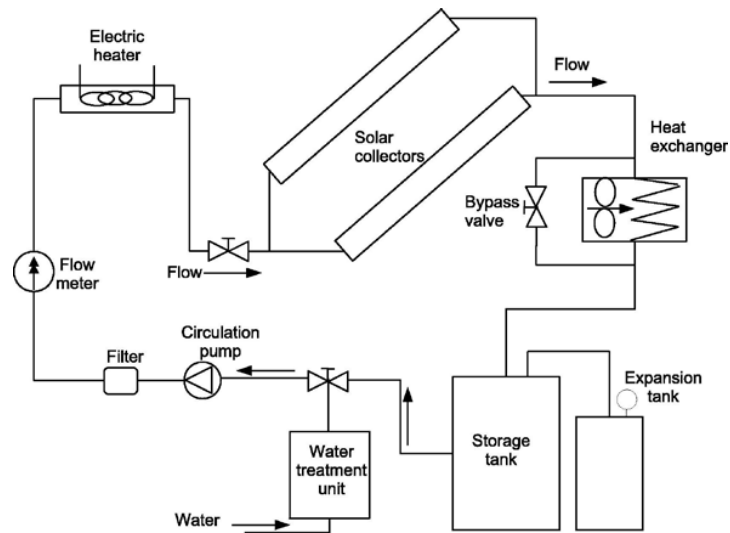 Electric
heater
Flow
Solar
collectors
Heat
exchanger
Bypass
valve
Flow
Flow
meter
Circulation
pump
Filter
Expansion
tank
Storage
tank
Water
treatment
unit
Water